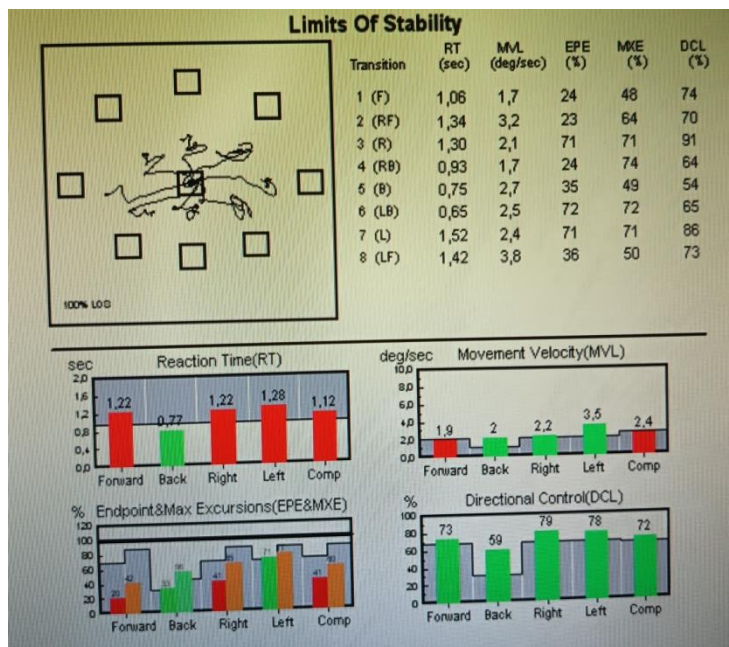 Limits Of Stability
Transition RT (sec) MVL (deg/sec) EPE (%) MXE (%) DCL (%)
1 (F) 1,06 1,7 24 48 74
2 (RF) 1,34 3,2 23 64 70
3 (R) 1,30 2,1 71 71 91
4 (RB) 0,93 1,7 24 74 64
5 (B) 0,75 2,7 35 49 54
6 (LB) 0,65 2,5 72 72 65
7 (L) 1,52 2,4 71 71 86
8 (LF) 1,42 3,8 36 50 73
100% LOS
sec Reaction Time(RT)
2,0
1,6
1,2
0,8
0,4
0,0
1,22 0,77 1,22 1,28 1,12
Forward Back Right Left Comp
deg/sec Movement Velocity(MVL)
10,0
8,0
6,0
4,0
2,0
0,0
1,9 2 2,2 3,5 2,4
Forward Back Right Left Comp
% Endpoint&Max Excursions(EPE&MXE)
120
100
80
60
40
20
0
20 42 33 41 71 41
Forward Back Right Left Comp
% Directional Control(DCL)
100
80
60
40
20
0
73 59 79 78 72
Forward Back Right Left Comp